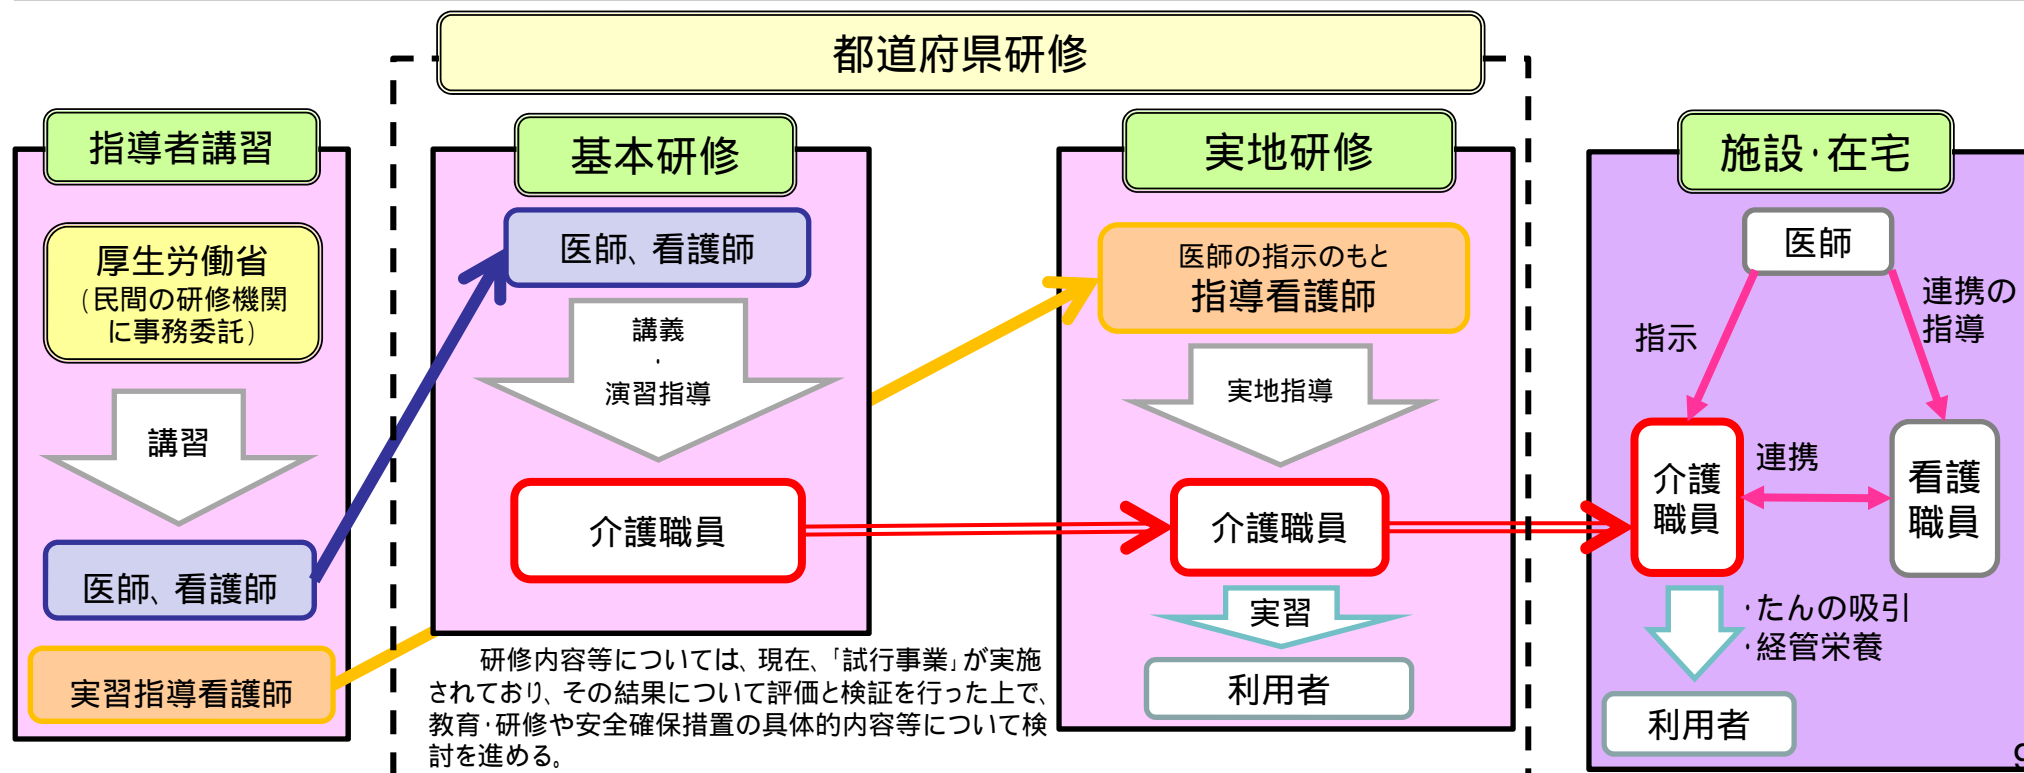 都道府県研修
指導者講習
厚生労働省
(民間の研修機関
に事務委託)
講習
医師、看護師
実習指導看護師
基本研修
医師、看護師
講義
・
演習指導
介護職員
研修内容等については、現在、「試行事業」が実施
されており、その結果について評価と検証を行った上で、
教育・研修や安全確保措置の具体的内容等について検
討を進める。
実地研修
医師の指示のもと
指導看護師
実地指導
介護職員
実習
利用者
施設・在宅
医師
指示
連携の
指導
介護
職員
連携
看護
職員
・たんの吸引
・経管栄養
利用者